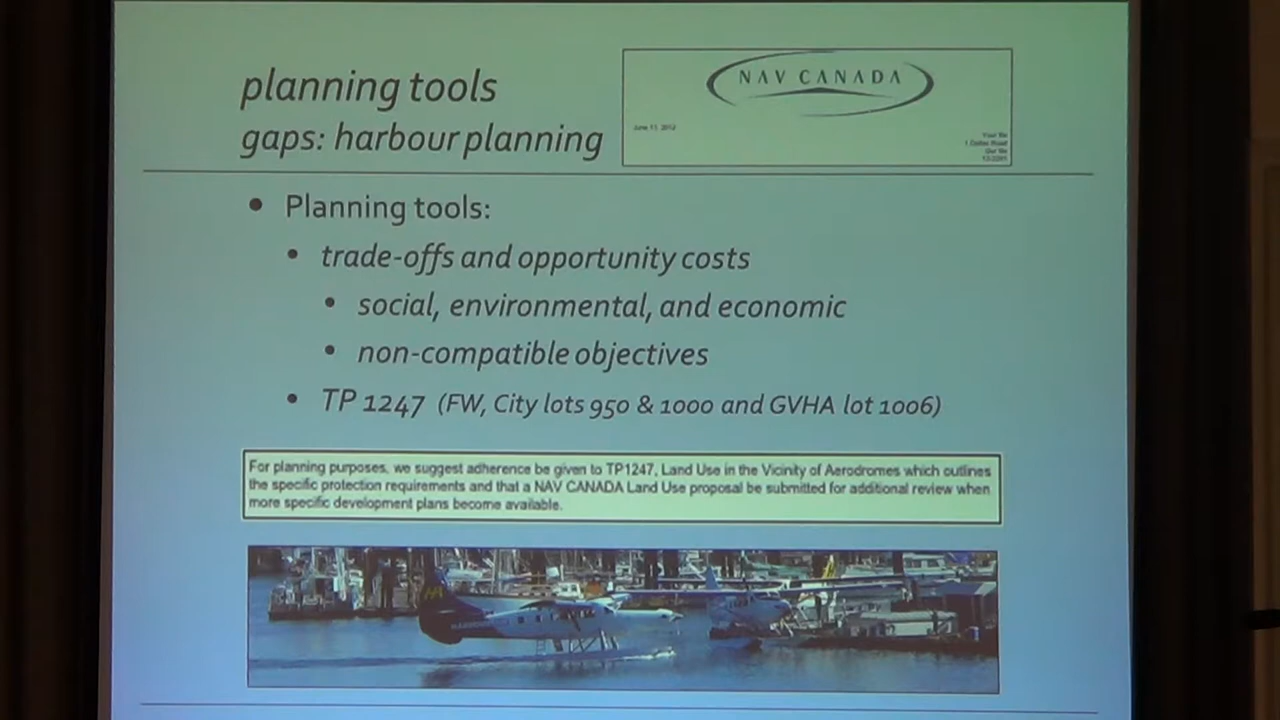 planning tools
gaps: harbour planning
NAV CANADA
June 11, 2012
Your file
Our file
• Planning tools:
• trade-offs and opportunity costs
• social, environmental, and economic
• non-compatible objectives
• TP 1247 (FW, City lots 950 & 1000 and GVHA lot 1006)
For planning purposes, we suggest adherence be given to TP1247, Land Use in the Vicinity of Aerodromes which outlines
the specific protection requirements and that a NAV CANADA Land Use proposal be submitted for additional review when
more specific development plans become available.